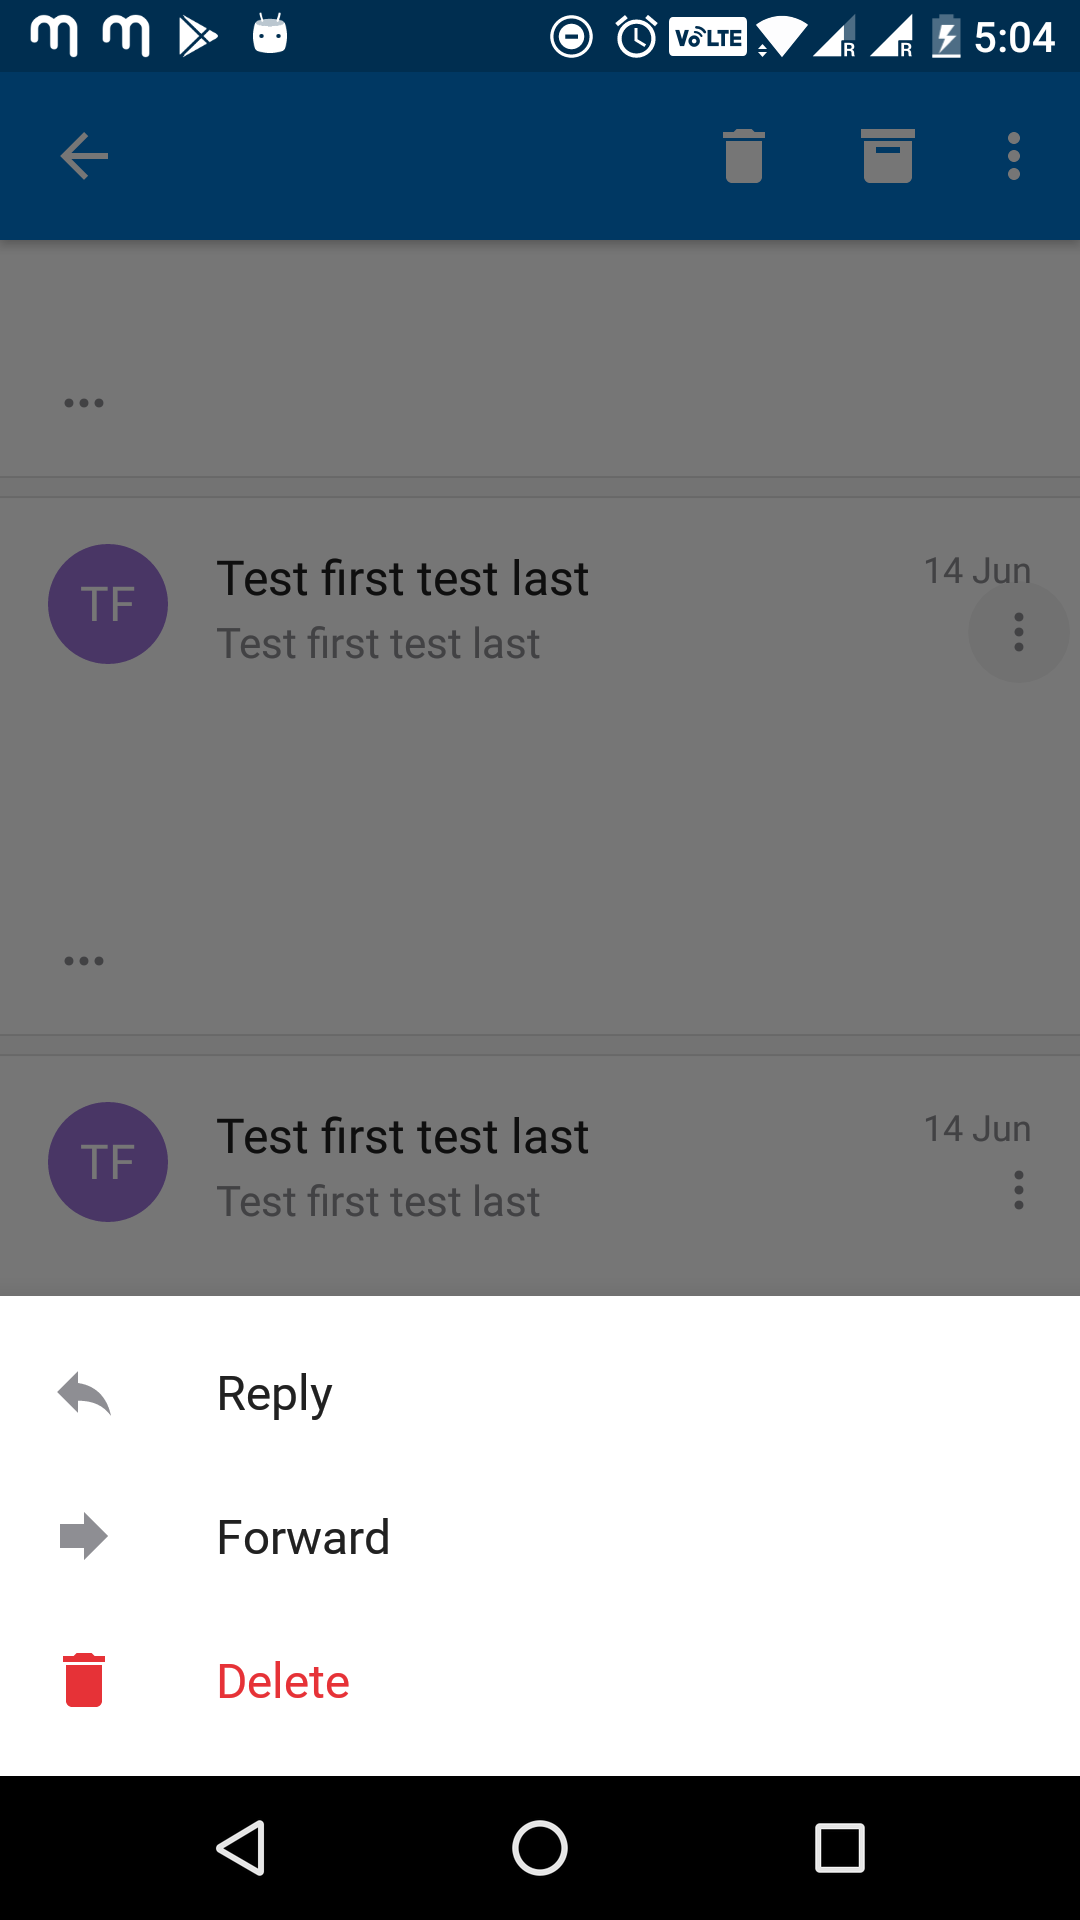 VoLTE R R 5:04
...
TF Test first test last 14 Jun
Test first test last
...
TF Test first test last 14 Jun
Test first test last
Reply
Forward
Delete